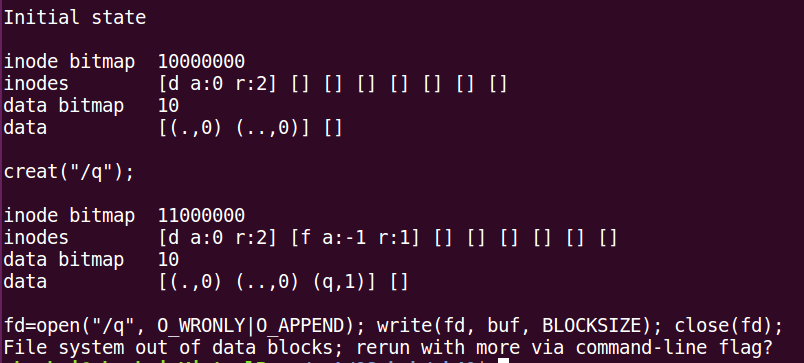 Initial state
inode bitmap 10000000
inodes [d a:0 r:2] [] [] [] [] [] [] []
data bitmap 10
data [(.,0) (..,0)] []
creat("/q");
inode bitmap 11000000
inodes [d a:0 r:2] [f a:-1 r:1] [] [] [] [] [] []
data bitmap 10
data [(.,0) (..,0) (q,1)] []
fd=open("/q", O_WRONLY|O_APPEND); write(fd, buf, BLOCKSIZE); close(fd);
File system out of data blocks; rerun with more via command-line flag?